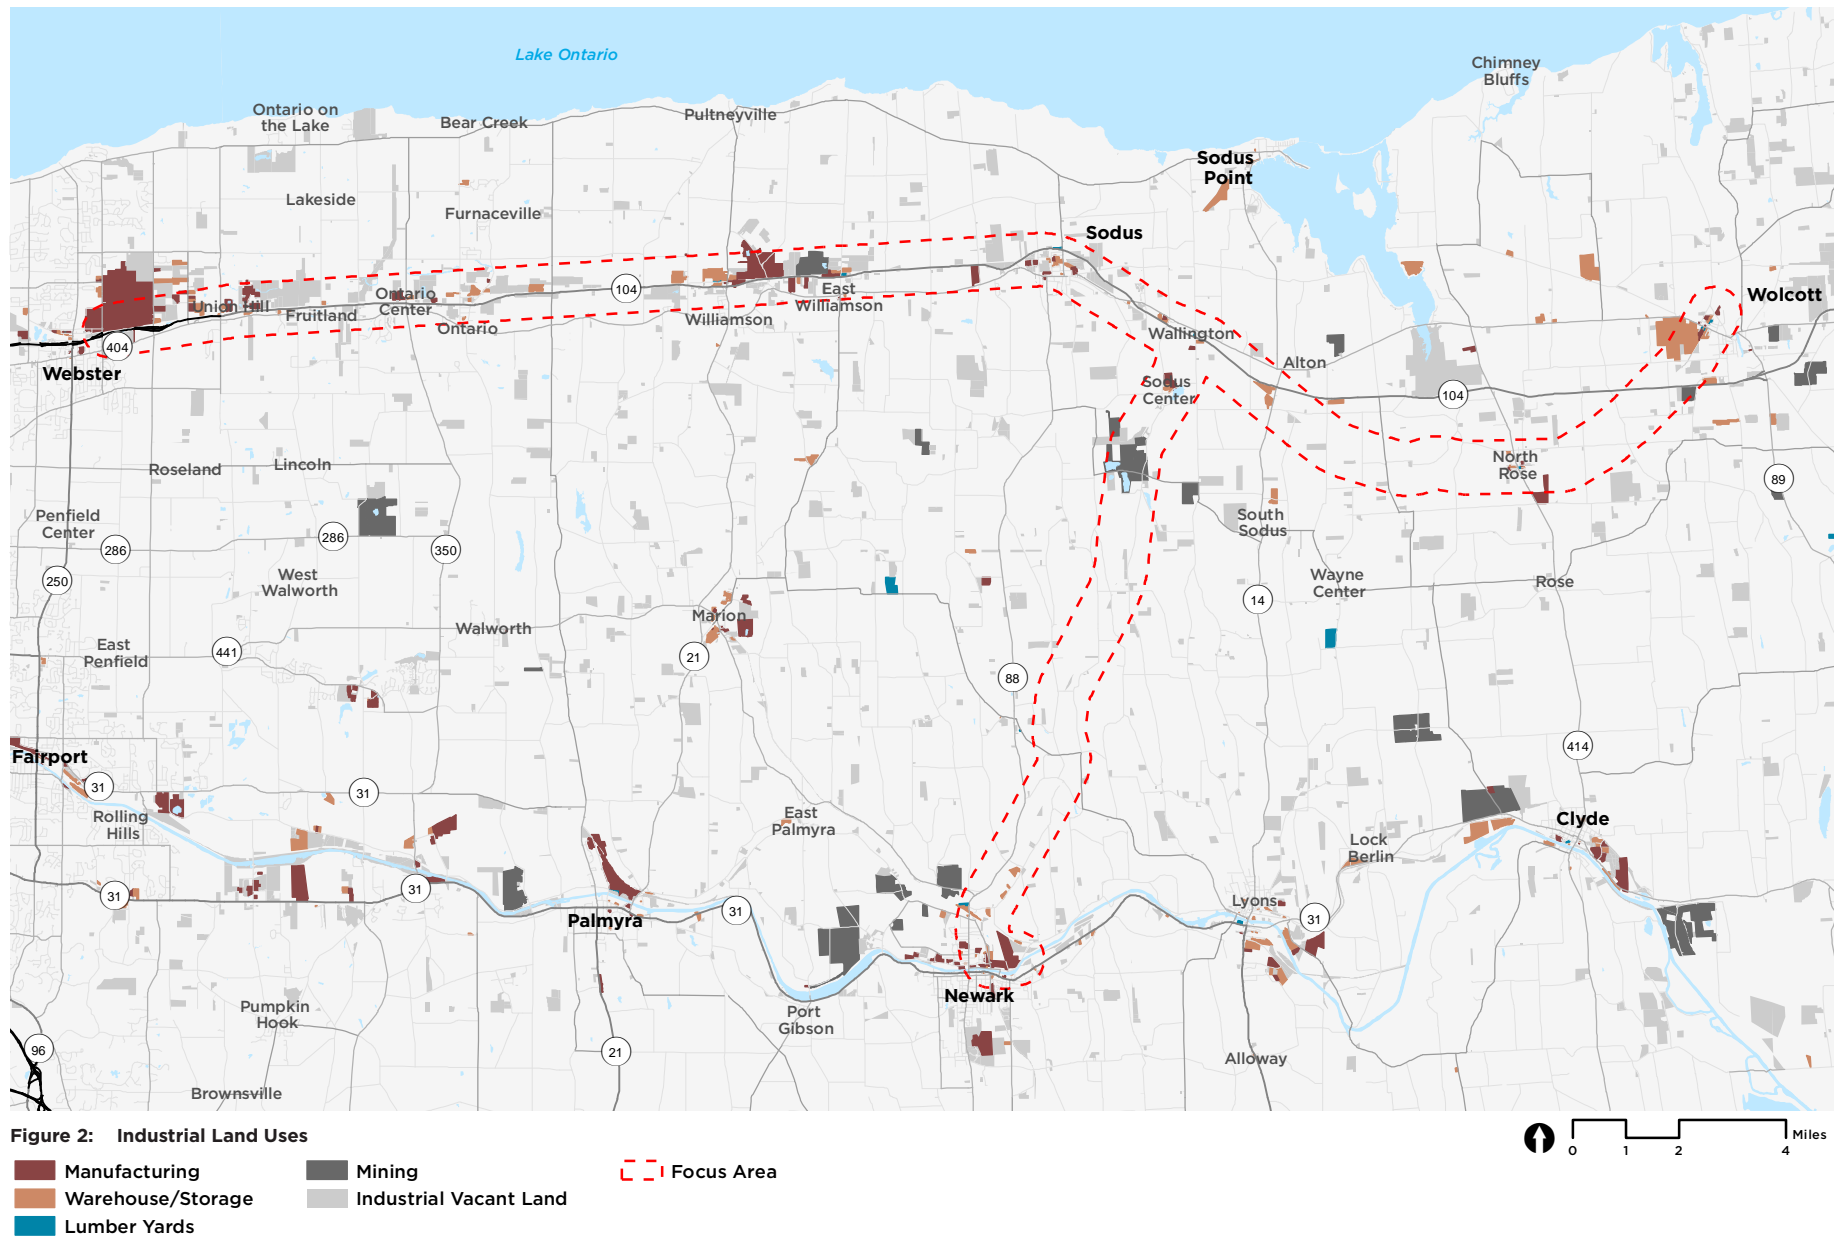 Lake Ontario
Chimney
Bluffs
Ontario on
the Lake
Bear Creek
Pultneyville
Sodus
Point
Lakeside
Furnaceville
Sodus
Union Hill
Ontario
Center
Fruitland
104
East
Williamson
Wolcott
Ontario
Williamson
Wallington
404
Webster
Alton
Sodus
Center
104
Roseland
Lincoln
North
Rose
89
Penfield
Center
286
286
350
South
Sodus
250
West
Walworth
Wayne
Center
Rose
14
Marion
Walworth
East
Penfield
441
21
88
Fairport
414
31
31
Rolling
Hills
East
Palmyra
Clyde
Lock
Berlin
31
31
Palmyra
31
Lyons
31
Newark
Pumpkin
Hook
Port
Gibson
96
21
Alloway
Brownsville
Figure 2: Industrial Land Uses
Manufacturing
Warehouse/Storage
Lumber Yards
Mining
Industrial Vacant Land
Focus Area
0 1 2 4 Miles